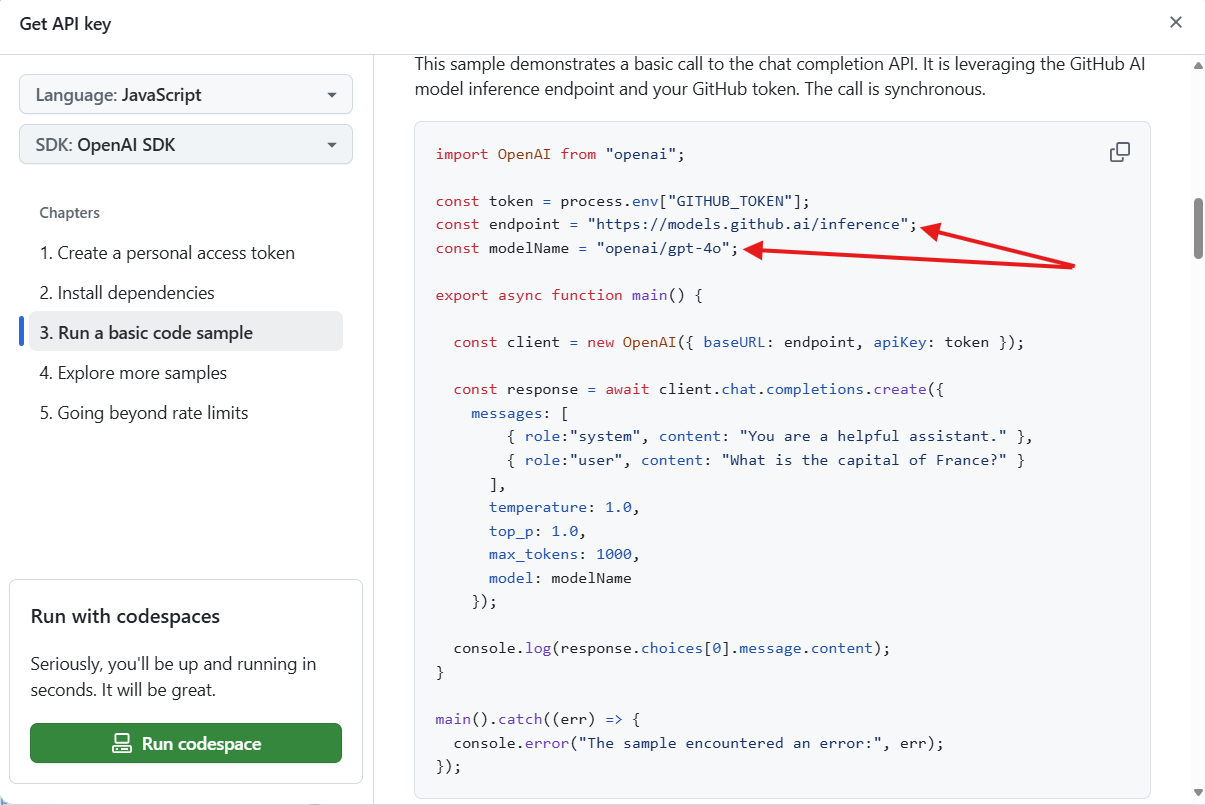 Get API key
Language: JavaScript
SDK: OpenAI SDK
Chapters
1. Create a personal access token
2. Install dependencies
3. Run a basic code sample
4. Explore more samples
5. Going beyond rate limits
Run with codespaces
Seriously, you'll be up and running in
seconds. It will be great.
Run codespace
This sample demonstrates a basic call to the chat completion API. It is leveraging the GitHub AI
model inference endpoint and your GitHub token. The call is synchronous.
import OpenAI from "openai";
const token = process.env["GITHUB_TOKEN"];
const endpoint = "https://models.github.ai/inference";
const modelName = "openai/gpt-4o";
export async function main() {
const client = new OpenAI({ baseURL: endpoint, apiKey: token });
const response = await client.chat.completions.create({
messages: [
{ role:"system", content: "You are a helpful assistant." },
{ role:"user", content: "What is the capital of France?" }
],
temperature: 1.0,
top_p: 1.0,
max_tokens: 1000,
model: modelName
});
console.log(response.choices[0].message.content);
}
main().catch((err) => {
console.error("The sample encountered an error:", err);
});